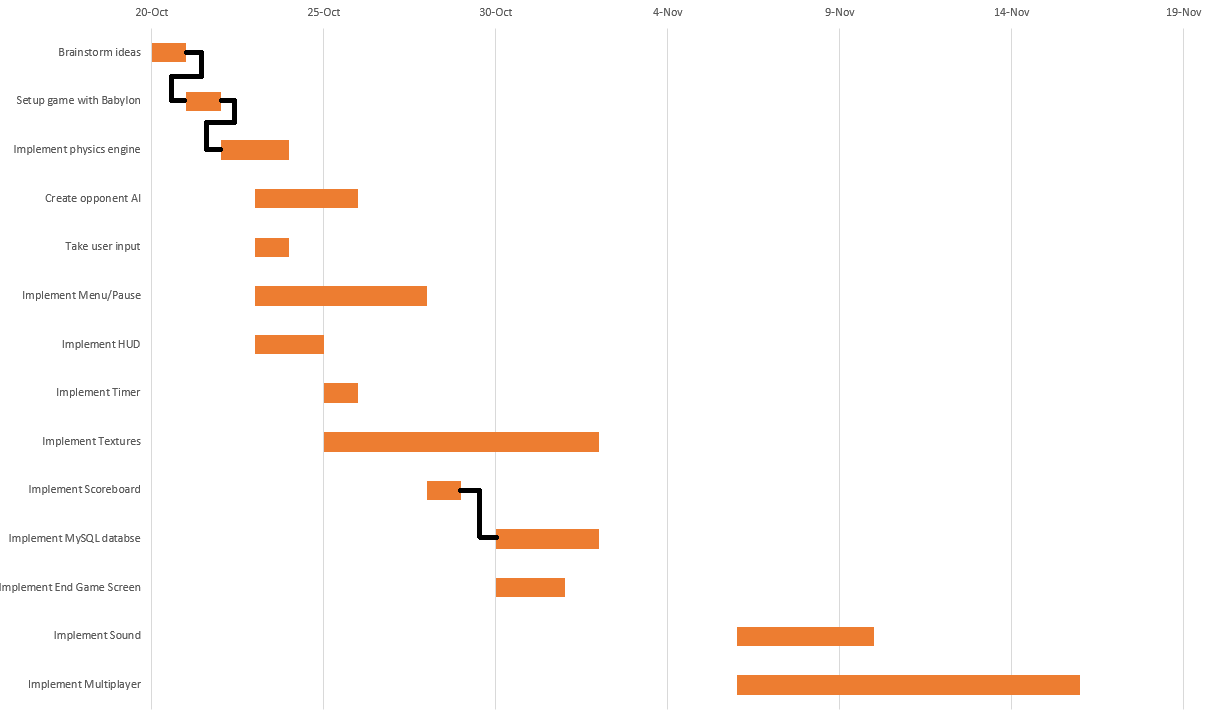 20-Oct 25-Oct 30-Oct 4-Nov 9-Nov 14-Nov 19-Nov
Brainstorm ideas
Setup game with Babylon
Implement physics engine
Create opponent AI
Take user input
Implement Menu/Pause
Implement HUD
Implement Timer
Implement Textures
Implement Scoreboard
Implement MySQL databse
Implement End Game Screen
Implement Sound
Implement Multiplayer